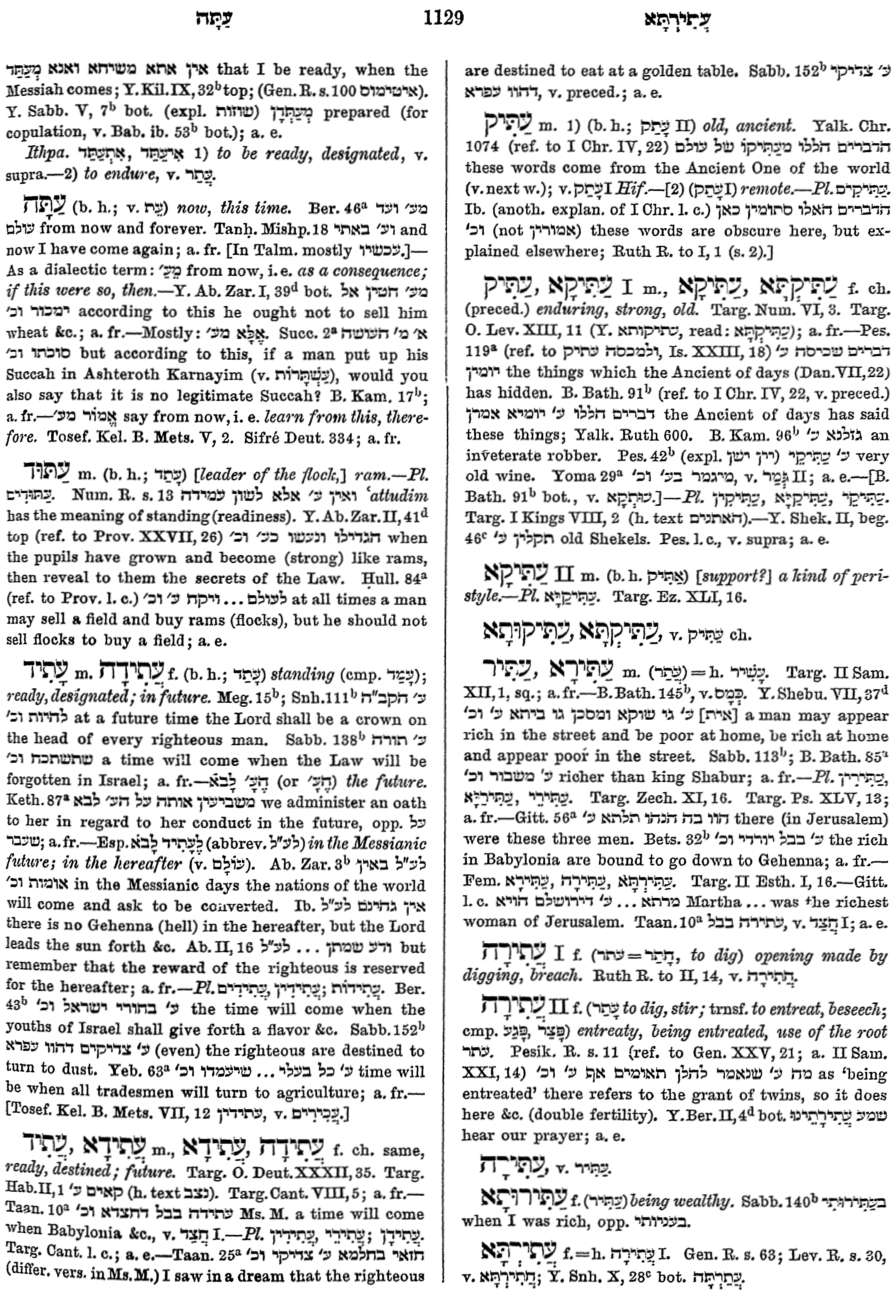 עַתָּה 1129 עֲתִירְתָּא
אין אתא משיחא ואנא מְעַתַּד that I be ready, when the
Messiah comes; Y. Kil. IX, 32ᵇ top; (Gen. R. s. 100 איטימוס).
Y. Sabb. V, 7ᵇ bot. (expl. שוזות) מְעַתְּדָן prepared (for
copulation, v. Bab. ib. 53ᵇ bot.); a. e.
Ithpa. אִיעַתַּד, אִתְעַתַּד 1) to be ready, designated, v.
supra.—2) to endure, v. עֲתַר.
עַתָּה (b. h.; v. עֵת) now, this time. Ber. 46ᵃ מע׳ ועד
עולם from now and forever. Tanḥ. Mishp. 18 וע׳ באתי and
now I have come again; a. fr. [In Talm. mostly עכשיו.]—
As a dialectic term: מֵע׳ from now, i. e. as a consequence;
if this were so, then.—Y. Ab. Zar. I, 39ᵈ bot. מע׳ חטין אל
ימכור וכ׳ according to this he ought not to sell him
wheat &c.; a. fr.—Mostly: אֶלָּא מע׳. Succ. 2ᵃ א׳ מ׳ העושה
סוכתו וכ׳ but according to this, if a man put up his
Succah in Ashteroth Karnayim (v. עַשְׁתָּרוֹת), would you
also say that it is no legitimate Succah? B. Kam. 17ᵇ;
a. fr.—אֱמוֹר מע׳ say from now, i. e. learn from this, there-
fore. Tosef. Kel. B. Mets. V, 2. Sifré Deut. 334; a. fr.
עַתּוּד m. (b. h.; עָתַד) [leader of the flock,] ram.—Pl.
עַתּוּדִים. Num. R. s. 13 ואין ע׳ אלא לשון עמידה ‘attudim
has the meaning of standing (readiness). Y. Ab. Zar. II, 41ᵈ
top (ref. to Prov. XXVII, 26) הגדילו ונעשו כע׳ וכ׳ when
the pupils have grown and become (strong) like rams,
then reveal to them the secrets of the Law. Ḥull. 84ᵃ
(ref. to Prov. l. c.) לעולם ... ויקח ע׳ וכ׳ at all times a man
may sell a field and buy rams (flocks), but he should not
sell flocks to buy a field; a. e.
עָתִיד m. עֲתִידָה f. (b. h.; עָתַד) standing (cmp. עָמַד);
ready, designated; in future. Meg. 15ᵇ; Snh. 111ᵇ ע׳ הקב״ה
להיות וכ׳ at a future time the Lord shall be a crown on
the head of every righteous man. Sabb. 138ᵇ ע׳ תורה
שתשתכח וכ׳ a time will come when the Law will be
forgotten in Israel; a. fr.—הֶע׳ לָבֹא (or הֶע׳) the future.
Keth. 87ᵃ משביעין אותה על הע׳ לבא we administer an oath
to her in regard to her conduct in the future, opp. על
שעבר; a. fr.—Esp. לֶעָתִיד לָבֹא (abbrev. לע״ל) in the Messianic
future; in the hereafter (v. עוֹלָם). Ab. Zar. 3ᵇ לע״ל באין
אומות וכ׳ in the Messianic days the nations of the world
will come and ask to be converted. Ib. אין גהינם לע״ל
there is no Gehenna (hell) in the hereafter, but the Lord
leads the sun forth &c. Ab. II, 16 ודע שמתן ... לע״ל but
remember that the reward of the righteous is reserved
for the hereafter; a. fr.—Pl. עֲתִידִים, עֲתִידִין; עֲתִידוֹת. Ber.
43ᵇ ע׳ בחורי ישראל וכ׳ the time will come when the
youths of Israel shall give forth a flavor &c. Sabb. 152ᵇ
ע׳ צדיקים דהוו עפרא (even) the righteous are destined to
turn to dust. Yeb. 63ᵃ ע׳ כל בעלי ... שיעמדו וכ׳ time will
be when all tradesmen will turn to agriculture; a. fr.—
[Tosef. Kel. B. Mets. VII, 12 עתידין, v. עֲכִירִים.]
עֲתִיד, עֲתִידָא m., עֲתִידָא, עֲתִידָה f. ch. same,
ready, destined; future. Targ. O. Deut. XXXII, 35. Targ.
Hab. II, 1 קאים ע׳ (h. text נצב). Targ. Cant. VIII, 5; a. fr.—
Taan. 10ᵃ עתידה בבל דתחצדא וכ׳ Ms. M. a time will come
when Babylonia &c., v. חֲצַד I.—Pl. עֲתִידִין, עֲתִידֵי; עֲתִידָן.
Targ. Cant. l. c.; a. e.—Taan. 25ᵃ חזאי בחלמא ע׳ צדיקי וכ׳
(differ. vers. in Ms. M.) I saw in a dream that the righteous
are destined to eat at a golden table. Sabb. 152ᵇ ע׳ צדיקי
דהוו עפרא, v. preced.; a. e.
עַתִּיק m. 1) (b. h.; עָתַק II) old, ancient. Yalk. Chr.
1074 (ref. to I Chr. IV, 22) הדברים הללו מעַתִּיקוֹ של עולם
these words come from the Ancient One of the world
(v. next w.); v. עָתַק I Hif.—[2) (עָתַק I) remote.—Pl. עַתִּיקִים.
Ib. (anoth. explan. of I Chr. l. c.) הדברים האלו סתומין כאן
וכ׳ (not אמורין) these words are obscure here, but ex-
plained elsewhere; Ruth R. to I, 1 (s. 2).]
עַתִּיק, עַתִּיקָא I m., עַתִּיקָא, עַתִּיקְתָּא f. ch.
(preced.) enduring, strong, old. Targ. Num. VI, 3. Targ.
O. Lev. XIII, 11 (Y. עתיקותא, read: עַתִּיקְתָּא); a. fr.—Pes.
119ᵃ (ref. to ולמכסה עתיק, Is. XXIII, 18) דברים שכיסה ע׳
יומין the things which the Ancient of days (Dan. VII, 22)
has hidden. B. Bath. 91ᵇ (ref. to I Chr. IV, 22, v. preced.)
דברים הללו ע׳ יומיא אמרן the Ancient of days has said
these things; Yalk. Ruth 600. B. Kam. 96ᵇ גזלנא ע׳ an
inveterate robber. Pes. 42ᵇ (expl. יין ישן) ע׳ עַתִּיקֵי very
old wine. Yoma 29ᵃ מיגמר בע׳ וכ׳, v. גְּמַר II; a. e.—[B.
Bath. 91ᵇ bot., v. עוּתְקָא.]—Pl. עַתִּיקִין, עַתִּיקַיָּא, עַתִּיקֵי.
Targ. I Kings VIII, 2 (h. text האתנים).—Y. Shek. II, beg.
46ᶜ תקלין ע׳ old Shekels. Pes. l. c., v. supra; a. e.
עַתִּיקָא II m. (b. h. אַתִּיק) [support?] a kind of peri-
style.—Pl. עַתִּיקַיָּא. Targ. Ez. XLI, 16.
עַתִּיקְתָּא, עַתִּיקוּתָא, v. עַתִּיק ch.
עַתִּיר, עַתִּירָא m. (עֲתַר) = h. עָשִׁיר. Targ. II Sam.
XII, 1, sq.; a. fr.—B. Bath. 145ᵇ, v. כְּמַס. Y. Shebu. VII, 37ᵈ
[אית] ע׳ גי שוקא ומסכן גו ביתא ע׳ וכ׳ a man may appear
rich in the street and be poor at home, be rich at home
and appear poor in the street. Sabb. 113ᵇ; B. Bath. 85ᵃ
ע׳ משבור וכ׳ richer than king Shabur; a. fr.—Pl. עַתִּירִין,
עַתִּירֵי, עַתִּירַיָּא. Targ. Zech. XI, 16. Targ. Ps. XLV, 13;
a. fr.—Gitt. 56ᵃ הוו בה הנהו תלתא ע׳ there (in Jerusalem)
were these three men. Bets. 32ᵇ ע׳ בבל יורדי וכ׳ the rich
in Babylonia are bound to go down to Gehenna; a. fr.—
Fem. עַתִּירְתָּא, עַתִּירָה, עַתִּירָא. Targ. II Esth. I, 16.—Gitt.
l. c. מרתא ... ע׳ דירושלם הויא Martha ... was the richest
woman of Jerusalem. Taan. 10ᵃ עתירה בבל, v. חֲצַד I; a. e.
עֲתִירָה I f. (עתר=חָתַר, to dig) opening made by
digging, breach. Ruth R. to II, 14, v. חֲתִירָה.
עֲתִירָה II f. (עָתַר to dig, stir; trnsf. to entreat, beseech;
cmp. פָּצַר, פָּגַע) entreaty, being entreated, use of the root
עתר. Pesik. R. s. 11 (ref. to Gen. XXV, 21; a. II Sam.
XXI, 14) מה ע׳ שנאמר להלן תאומים אף ע׳ וכ׳ as ‘being
entreated’ there refers to the grant of twins, so it does
here &c. (double fertility). Y. Ber. II, 4ᵈ bot. שמע עֲתִירָתֵינוּ
hear our prayer; a. e.
עַתִּירָה, v. עַתִּיר.
עַתִּירוּתָא f. (עַתִּיר) being wealthy. Sabb. 140ᵇ בעַתִּירוּתִי
when I was rich, opp. בעניותי.
עֲתִירְתָּא f.=h. עֲתִירָה I. Gen. R. s. 63; Lev. R. s. 30,
v. חֲתִירְתָּא; Y. Snh. X, 28ᶜ bot. עֲתַרְתָּה.